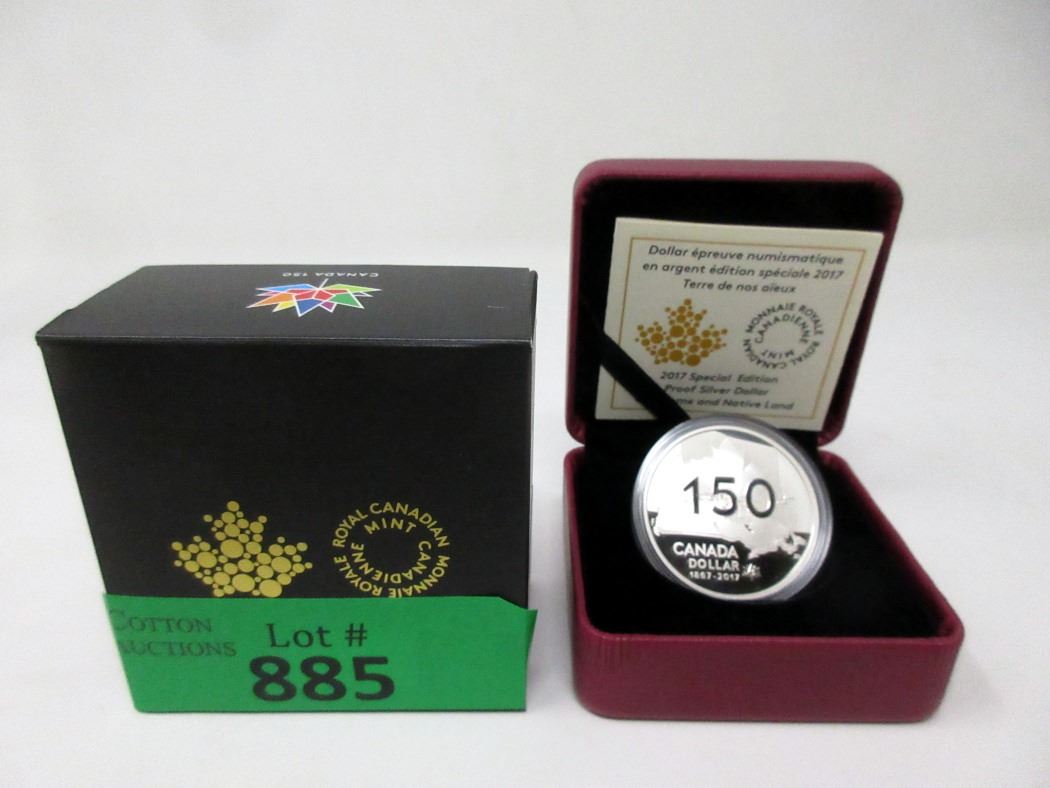 CANADA 150
ROYAL CANADIAN MINT
MONNAIE ROYALE CANADIENNE
COTTON
AUCTIONS
Lot #
885
Dollar épreuve numismatique
en argent édition spéciale 2017
Terre de nos aïeux
MONNAIE ROYALE CANADIENNE
ROYAL CANADIAN MINT
2017 Special Edition
Proof Silver Dollar
and Native Land
150
CANADA
DOLLAR
1867-2017